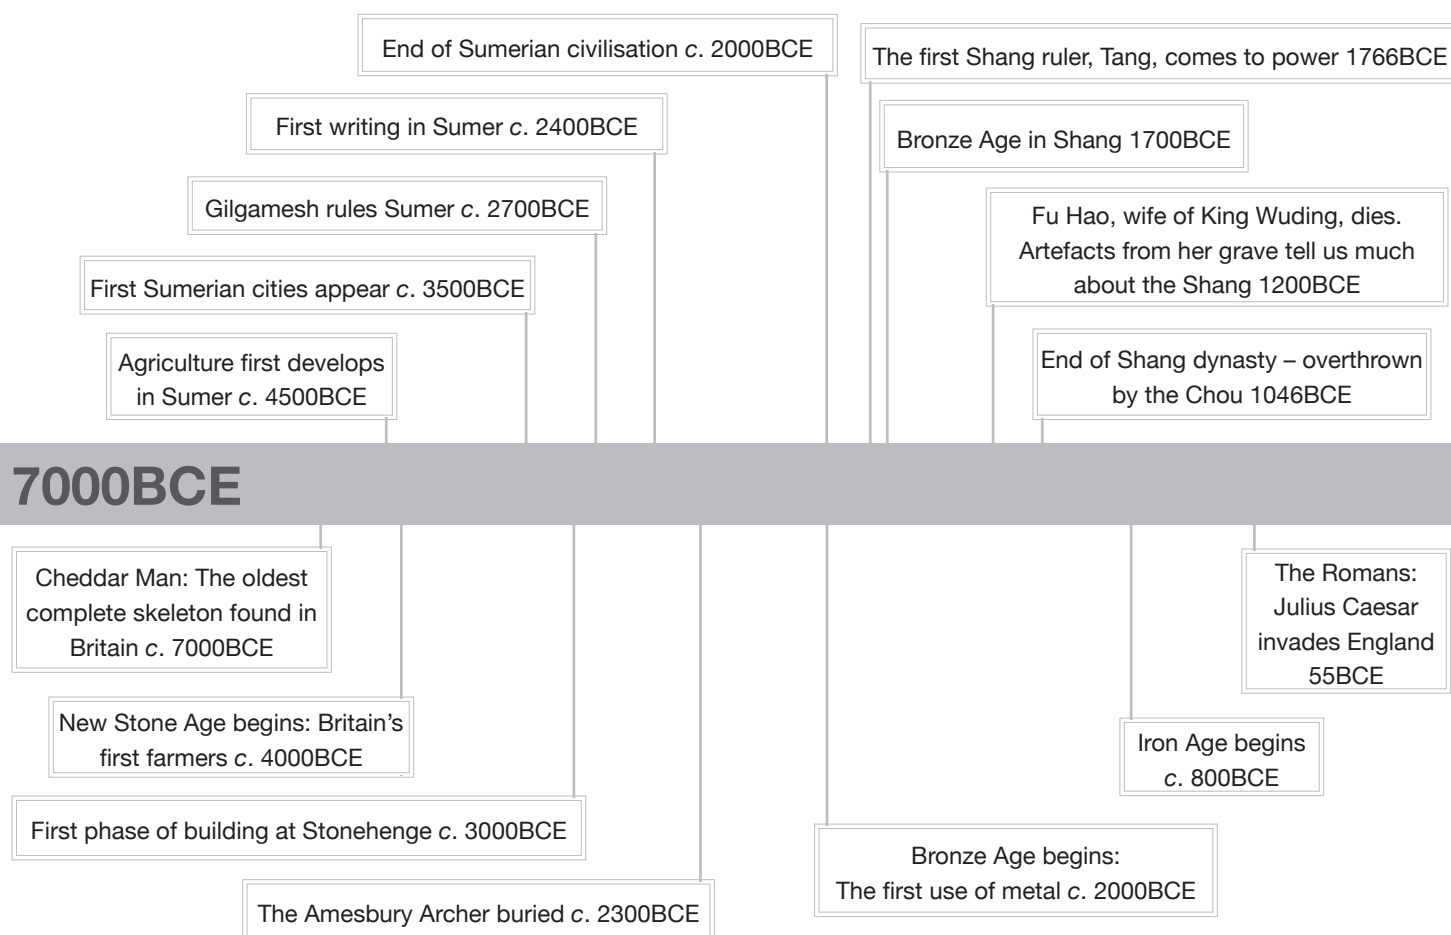 End of Sumerian civilisation c. 2000BCE
The first Shang ruler, Tang, comes to power 1766BCE
First writing in Sumer c. 2400BCE
Bronze Age in Shang 1700BCE
Gilgamesh rules Sumer c. 2700BCE
Fu Hao, wife of King Wuding, dies.
Artefacts from her grave tell us much
about the Shang 1200BCE
First Sumerian cities appear c. 3500BCE
Agriculture first develops
in Sumer c. 4500BCE
End of Shang dynasty – overthrown
by the Chou 1046BCE
7000BCE
Cheddar Man: The oldest
complete skeleton found in
Britain c. 7000BCE
The Romans:
Julius Caesar
invades England
55BCE
New Stone Age begins: Britain’s
first farmers c. 4000BCE
Iron Age begins
c. 800BCE
First phase of building at Stonehenge c. 3000BCE
Bronze Age begins:
The first use of metal c. 2000BCE
The Amesbury Archer buried c. 2300BCE